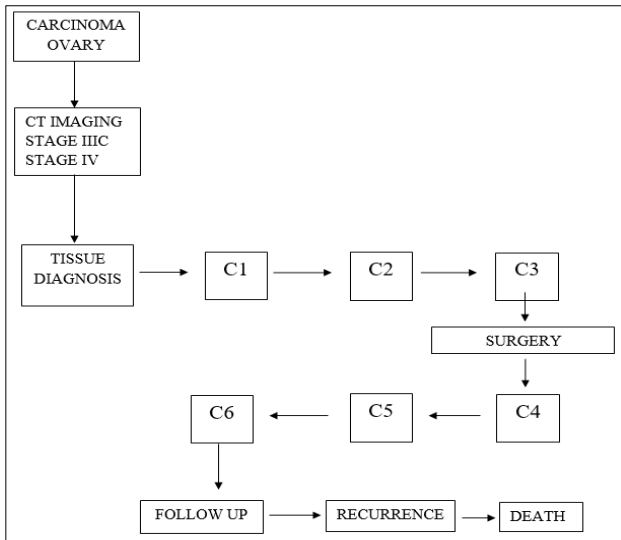 CARCINOMA
OVARY
CT IMAGING
STAGE IIIC
STAGE IV
TISSUE
DIAGNOSIS
C1
C2
C3
SURGERY
C4
C5
C6
FOLLOW UP
RECURRENCE
DEATH